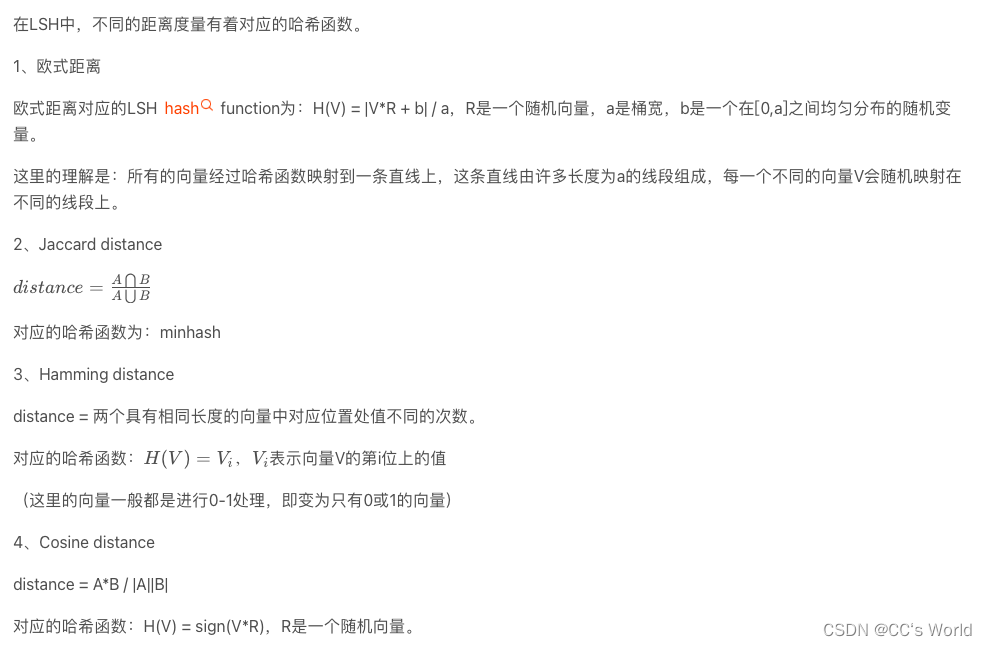 在LSH中，不同的距离度量有着对应的哈希函数。
1、欧式距离
欧式距离对应的LSH hash function为：H(V) = |V*R + b| / a，R是一个随机向量，a是桶宽，b是一个在[0,a]之间均匀分布的随机变
量。
这里的理解是：所有的向量经过哈希函数映射到一条直线上，这条直线由许多长度为a的线段组成，每一个不同的向量V会随机映射在
不同的线段上。
2、Jaccard distance
distance = \frac{A⋂B}{A⋃B}
对应的哈希函数为：minhash
3、Hamming distance
distance = 两个具有相同长度的向量中对应位置处值不同的次数。
对应的哈希函数：H(V) = V_i，V_i表示向量V的第i位上的值
（这里的向量一般都是进行0-1处理，即变为只有0或1的向量）
4、Cosine distance
distance = A*B / |A||B|
对应的哈希函数：H(V) = sign(V*R)，R是一个随机向量。
CSDN @CC's World